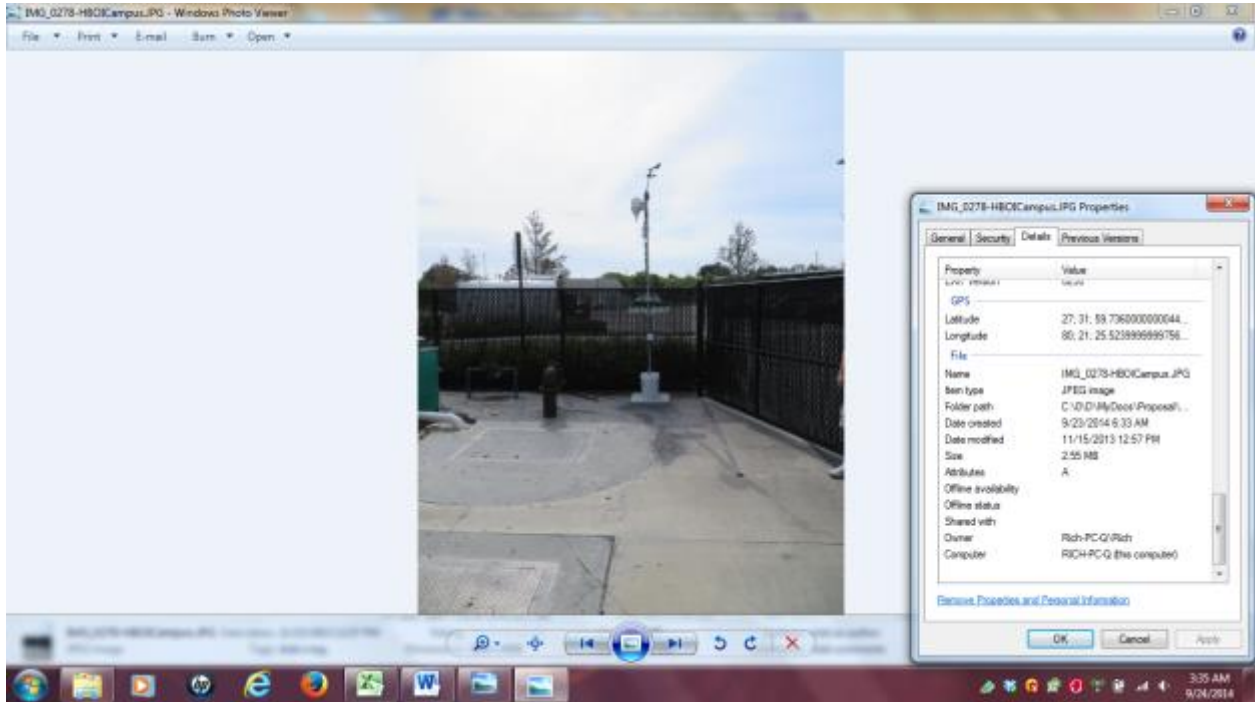 IMG_0278-HBOICampus.JPG - Windows Photo Viewer
File Print E-mail Burn Open
IMG_0278-HBOICampus.JPG Properties
General Security Details Previous Versions
Property Value
GPS
Latitude 27; 31; 59.7360000000044...
Longitude 80; 21; 25.5239999999756...
File
Name IMG_0278-HBOICampus.JPG
Item type JPEG image
Folder path C:\D\D\MyDocs\Proposal\...
Date created 9/23/2014 6:33 AM
Date modified 11/15/2013 12:57 PM
Size 2.55 MB
Attributes A
Offline availability
Offline status
Shared with
Owner Rich-PC-Q\Rich
Computer RICH-PC-Q (this computer)
Remove Properties and Personal Information
OK Cancel Apply
hp
3:35 AM
9/24/2014